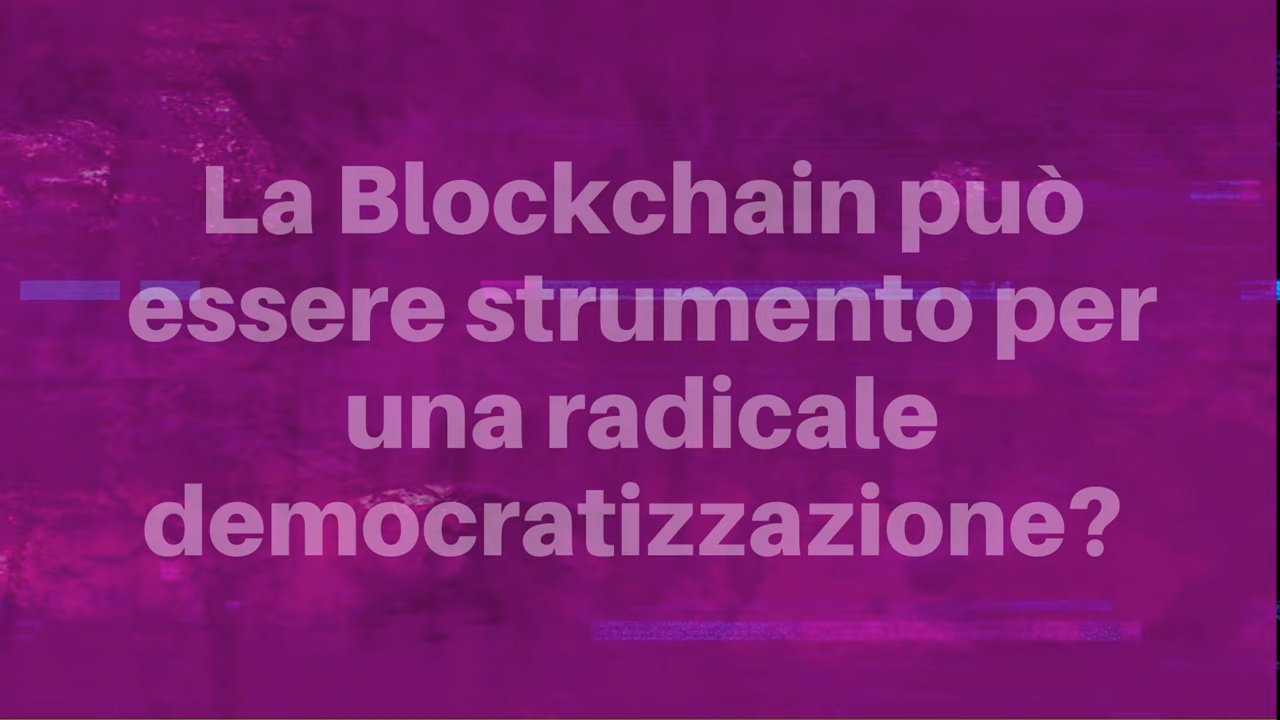 La Blockchain può
essere strumento per
una radicale
democratizzazione?